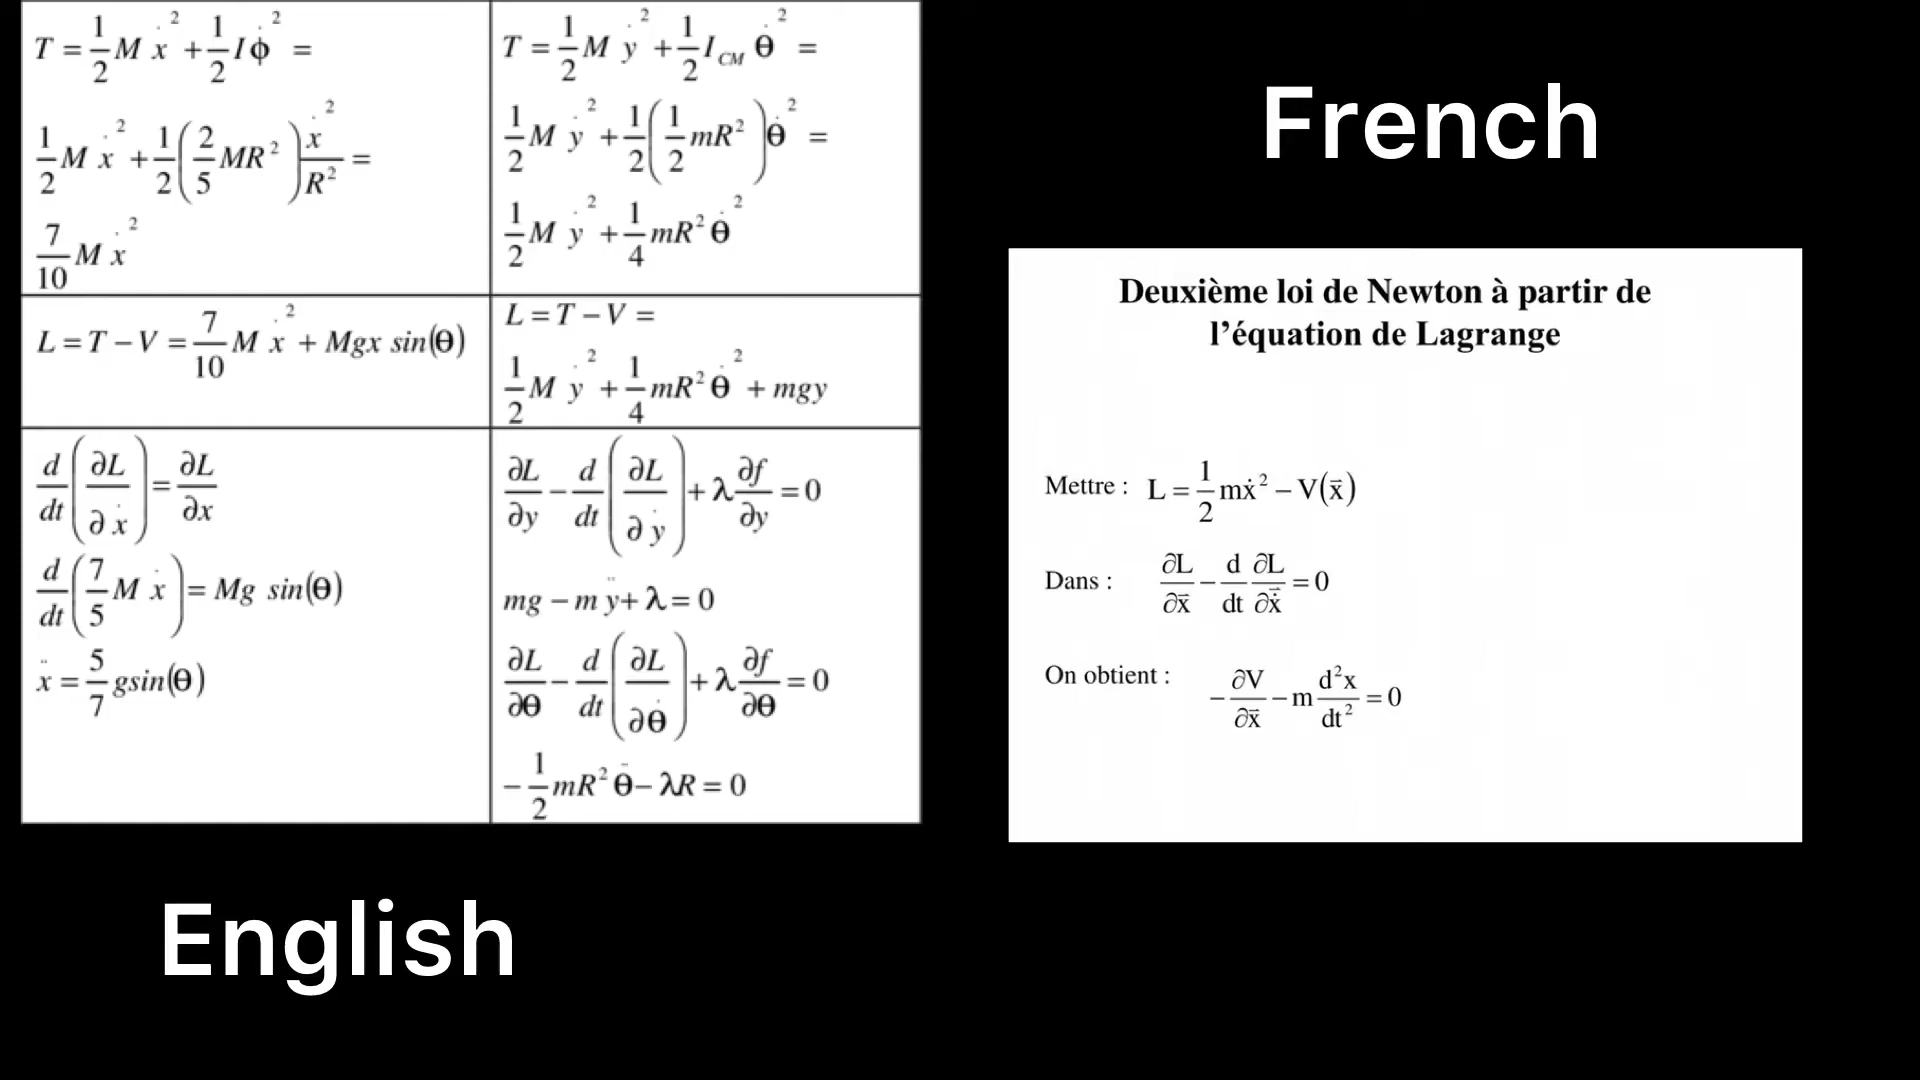 T = 1/2 M ẋ² + 1/2 I ϕ̇² =
1/2 M ẋ² + 1/2 (2/5 MR²) ẋ²/R² =
7/10 M ẋ²
L = T − V = 7/10 M ẋ² + Mgx sin(θ)
d/dt (∂L/∂ẋ) = ∂L/∂x
d/dt (7/5 M ẋ) = Mg sin(θ)
ẍ = 5/7 gsin(θ)
T = 1/2 M ẏ² + 1/2 I_CM θ̇² =
1/2 M ẏ² + 1/2 (1/2 mR²) θ̇² =
1/2 M ẏ² + 1/4 mR² θ̇²
L = T − V =
1/2 M ẏ² + 1/4 mR² θ̇² + mgy
∂L/∂y − d/dt (∂L/∂ẏ) + λ ∂f/∂y = 0
mg − m ÿ + λ = 0
∂L/∂θ − d/dt (∂L/∂θ̇) + λ ∂f/∂θ = 0
− 1/2 mR² θ̈ − λR = 0
English
French
Deuxième loi de Newton à partir de
l’équation de Lagrange
Mettre : L = 1/2 mẋ² − V(x̄)
Dans : ∂L/∂x̄ − d/dt ∂L/∂x̄̇ = 0
On obtient : − ∂V/∂x̄ − m d²x/dt² = 0